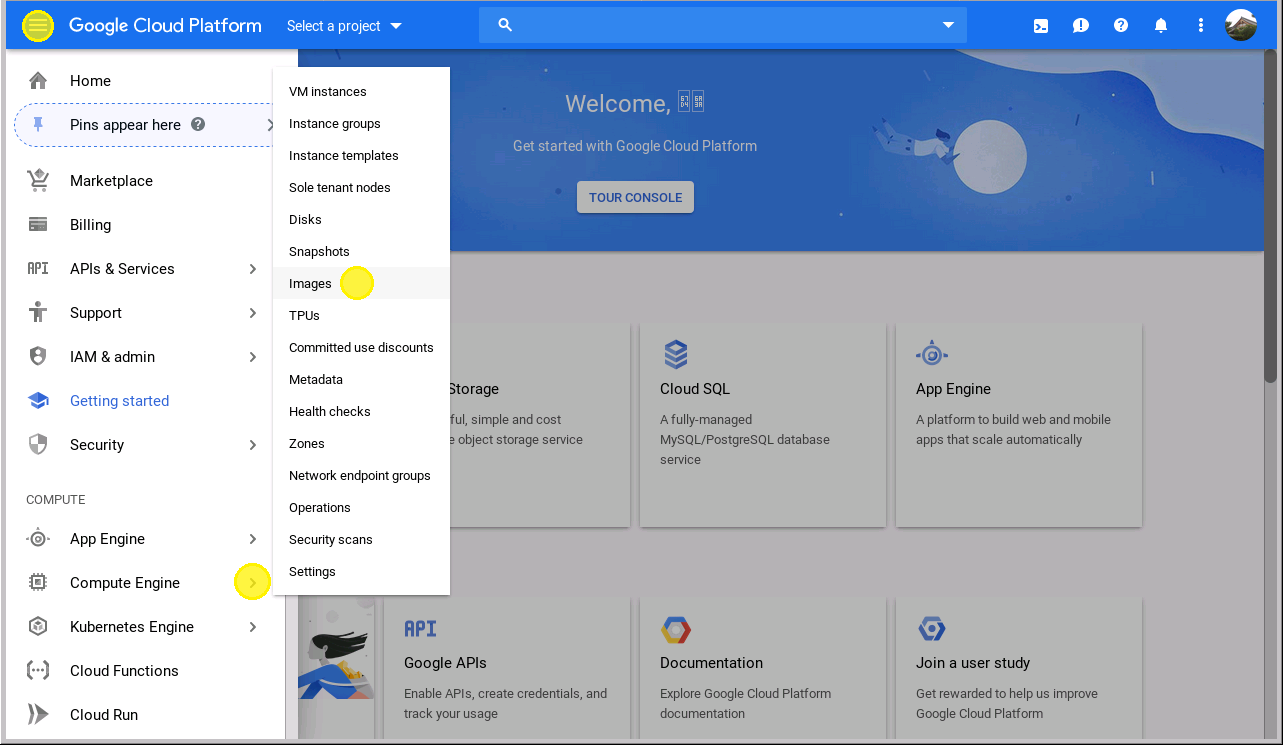 Google Cloud Platform
Select a project
Home
Pins appear here
Marketplace
Billing
API APIs & Services
Support
IAM & admin
Getting started
Security
COMPUTE
App Engine
Compute Engine
Kubernetes Engine
Cloud Functions
Cloud Run
VM instances
Instance groups
Instance templates
Sole tenant nodes
Disks
Snapshots
Images
TPUs
Committed use discounts
Metadata
Health checks
Zones
Network endpoint groups
Operations
Security scans
Settings
Welcome,
Get started with Google Cloud Platform
TOUR CONSOLE
Storage
ful, simple and cost
e object storage service
Cloud SQL
A fully-managed
MySQL/PostgreSQL database
service
App Engine
A platform to build web and mobile
apps that scale automatically
API
Google APIs
Enable APIs, create credentials, and
track your usage
Documentation
Explore Google Cloud Platform
documentation
Join a user study
Get rewarded to help us improve
Google Cloud Platform